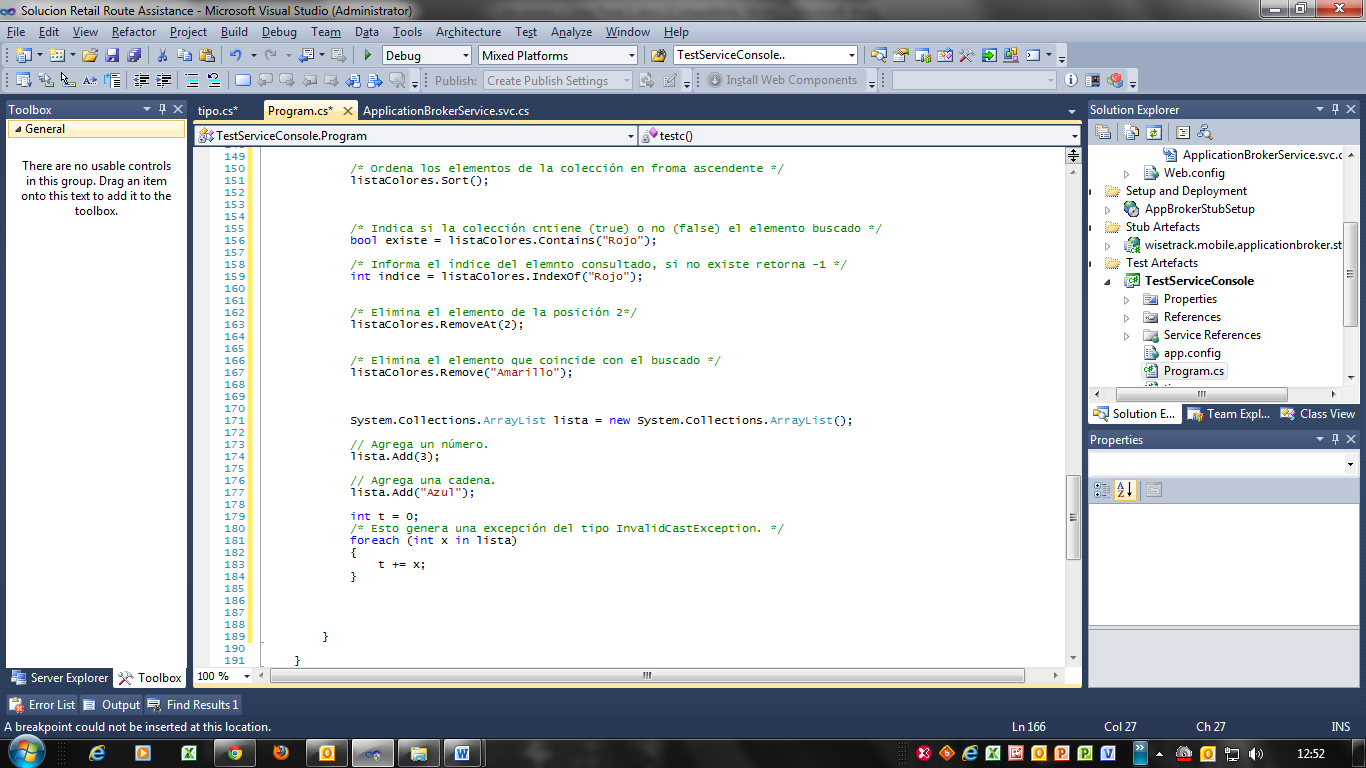 Solucion Retail Route Assistance - Microsoft Visual Studio (Administrator)
File Edit View Refactor Project Build Debug Team Data Tools Architecture Test Analyze Window Help
Debug Mixed Platforms TestServiceConsole..
Publish: Create Publish Settings Install Web Components
Toolbox
General
There are no usable controls
in this group. Drag an item
onto this text to add it to the
toolbox.
Server Explorer Toolbox
tipo.cs* Program.cs* ApplicationBrokerService.svc.cs
TestServiceConsole.Program testc()
149
150 /* Ordena los elementos de la colección en froma ascendente */
151 listaColores.Sort();
152
153
154
155 /* Indica si la colección cntiene (true) o no (false) el elemento buscado */
156 bool existe = listaColores.Contains("Rojo");
157
158 /* Informa el índice del elemnto consultado, si no existe retorna -1 */
159 int indice = listaColores.IndexOf("Rojo");
160
161
162 /* Elimina el elemento de la posición 2*/
163 listaColores.RemoveAt(2);
164
165
166 /* Elimina el elemento que coincide con el buscado */
167 listaColores.Remove("Amarillo");
168
169
170
171 System.Collections.ArrayList lista = new System.Collections.ArrayList();
172
173 // Agrega un número.
174 lista.Add(3);
175
176 // Agrega una cadena.
177 lista.Add("Azul");
178
179 int t = 0;
180 /* Esto genera una excepción del tipo InvalidCastException. */
181 foreach (int x in lista)
182 {
183 t += x;
184 }
185
186
187
188
189 }
190
191 }
100 %
Solution Explorer
ApplicationBrokerService.svc.c
Web.config
Setup and Deployment
AppBrokerStubSetup
Stub Artefacts
wisetrack.mobile.applicationbroker.st
Test Artefacts
TestServiceConsole
Properties
References
Service References
app.config
Program.cs
Solution E... Team Expl... Class View
Properties
Error List Output Find Results 1
A breakpoint could not be inserted at this location. Ln 166 Col 27 Ch 27 INS
12:52